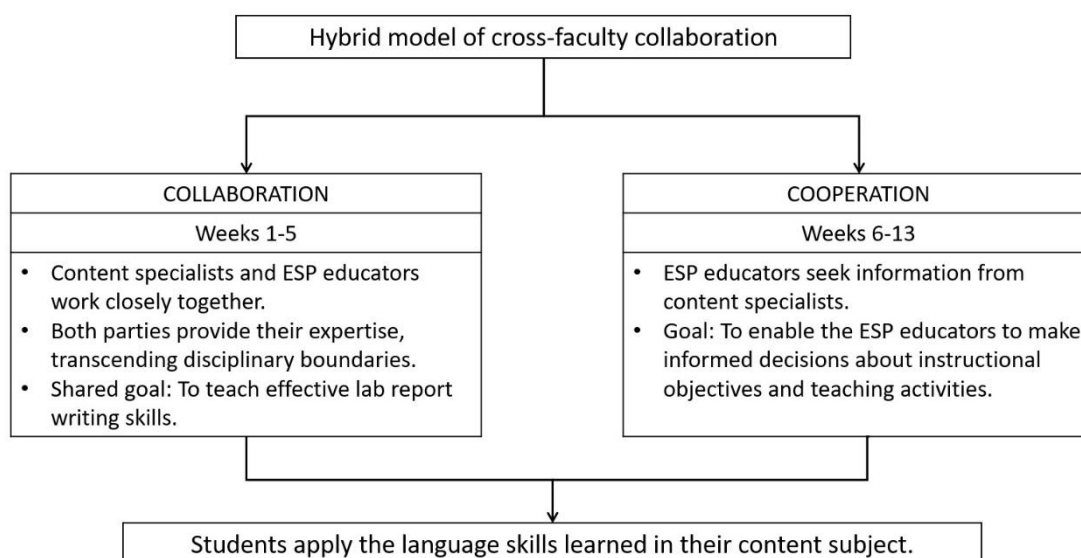 Hybrid model of cross-faculty collaboration
COLLABORATION
Weeks 1-5
• Content specialists and ESP educators
work closely together.
• Both parties provide their expertise,
transcending disciplinary boundaries.
• Shared goal: To teach effective lab report
writing skills.
COOPERATION
Weeks 6-13
• ESP educators seek information from
content specialists.
• Goal: To enable the ESP educators to make
informed decisions about instructional
objectives and teaching activities.
Students apply the language skills learned in their content subject.